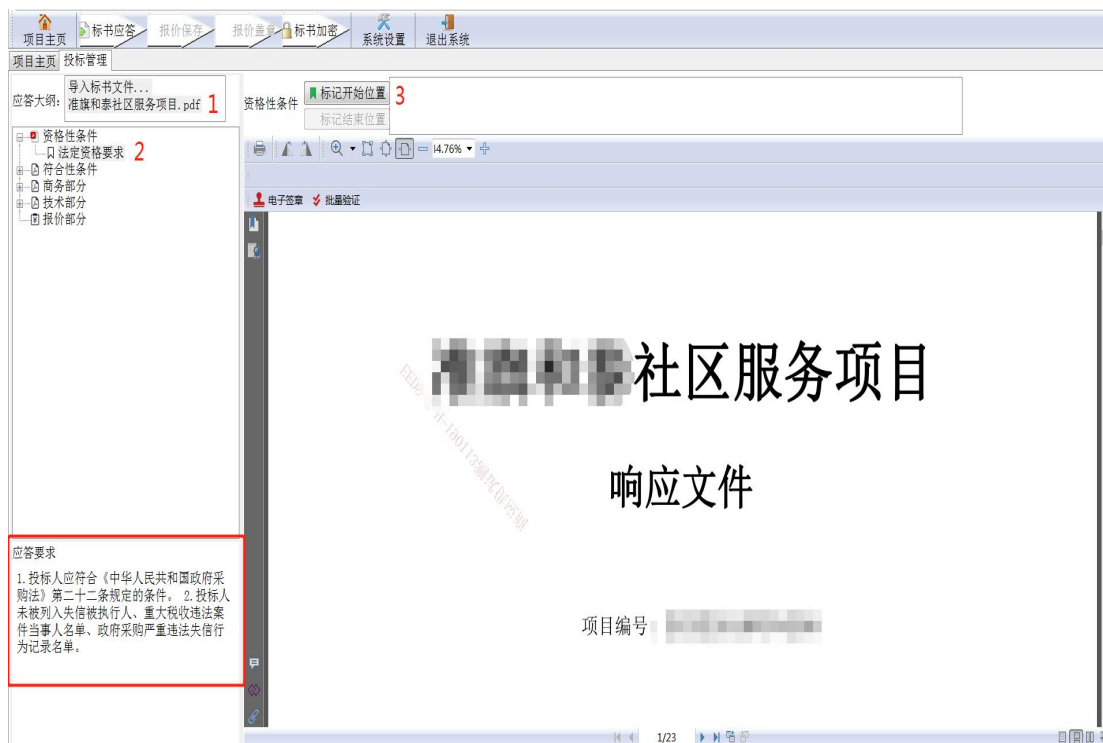 项目主页 标书应答 报价保存 报价盖章 标书加密 系统设置 退出系统
项目主页 投标管理
应答大纲:
导入标书文件...
准旗和泰社区服务项目.pdf 1
资格性条件
标记开始位置 3
标记结束位置
资格性条件
法定资格要求 2
符合性条件
商务部分
技术部分
报价部分
4.76%
电子签章 批量验证
社区服务项目
响应文件
项目编号
应答要求
1.投标人应符合《中华人民共和国政府采
购法》第二十二条规定的条件。 2.投标人
未被列入失信被执行人、重大税收违法案
件当事人名单、政府采购严重违法失信行
为记录名单。
1/23